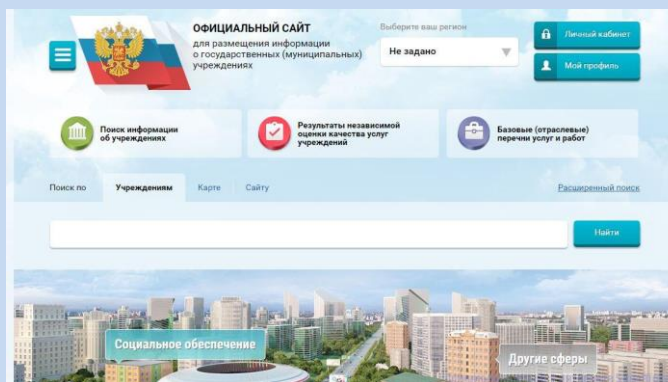 ОФИЦИАЛЬНЫЙ САЙТ
для размещения информации
о государственных (муниципальных)
учреждениях
Выберите ваш регион
Не задано
Личный кабинет
Мой профиль
Поиск информации
об учреждениях
Результаты независимой
оценки качества услуг
учреждений
Базовые (отраслевые)
перечни услуг и работ
Поиск по Учреждениям Карте Сайту Расширенный поиск
Найти
Социальное обеспечение
Другие сферы